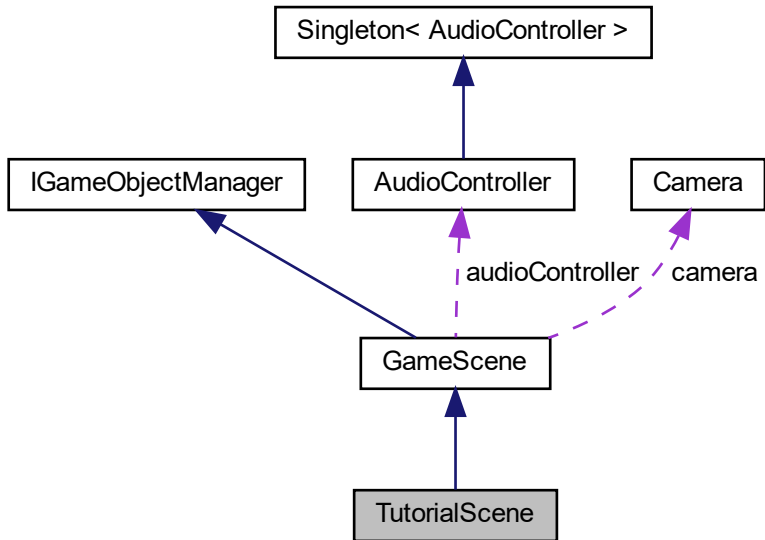 Singleton< AudioController >
IGameObjectManager
AudioController
Camera
audioController
camera
GameScene
TutorialScene